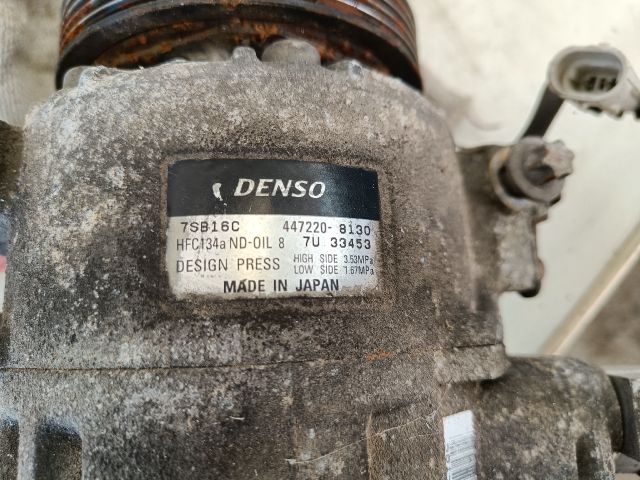 DENSO
7SB16C 447220-8130
HFC134a ND-OIL 8 7U 33453
DESIGN PRESS HIGH SIDE 3.53MPa
LOW SIDE 1.67MPa
MADE IN JAPAN